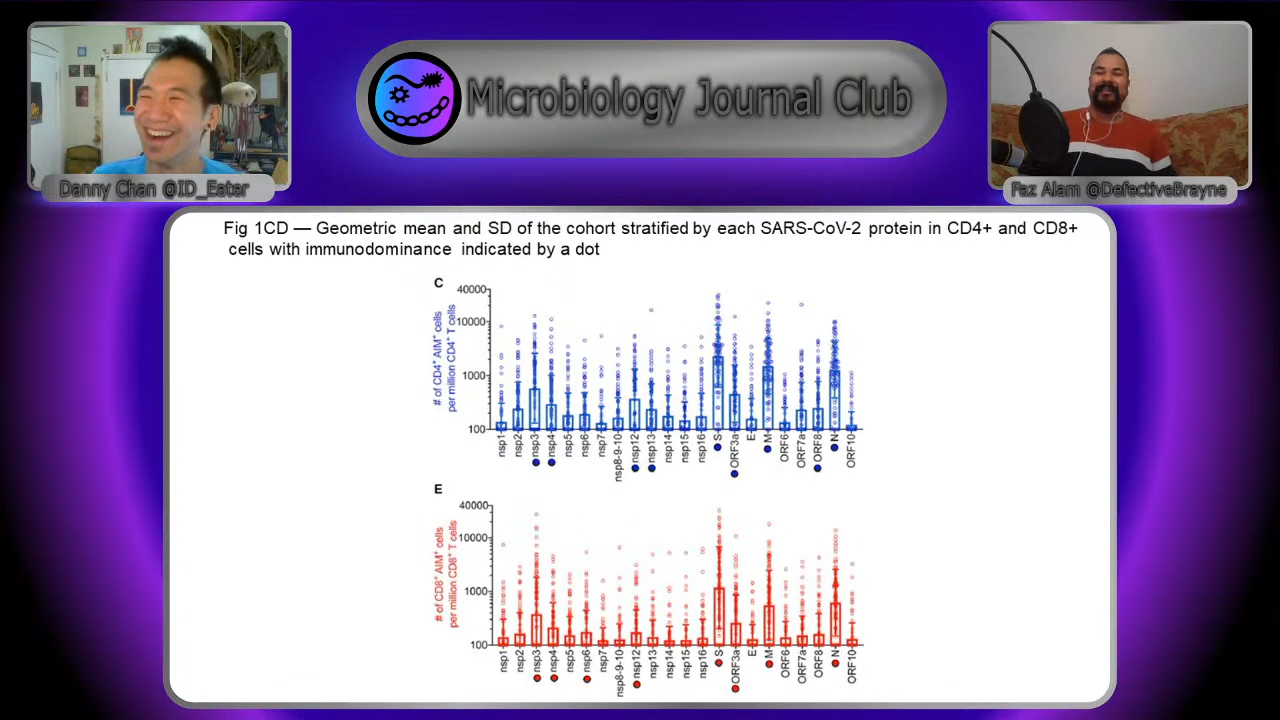 Microbiology Journal Club
Danny Chan @ID_Eater
Faz Alam @DefectiveBrayne
Fig 1CD — Geometric mean and SD of the cohort stratified by each SARS-CoV-2 protein in CD4+ and CD8+
cells with immunodominance indicated by a dot
C
# of CD4⁺ AIM⁺ cells
per million CD4⁺ T cells
40000
10000
1000
100
nsp1
nsp2
nsp3
nsp4
nsp5
nsp6
nsp7
nsp8-9-10
nsp12
nsp13
nsp14
nsp15
nsp16
S
ORF3a
E
M
ORF6
ORF7a
ORF8
N
ORF10
E
# of CD8⁺ AIM⁺ cells
per million CD8⁺ T cells
40000
10000
1000
100
nsp1
nsp2
nsp3
nsp4
nsp5
nsp6
nsp7
nsp8-9-10
nsp12
nsp13
nsp14
nsp15
nsp16
S
ORF3a
E
M
ORF6
ORF7a
ORF8
N
ORF10